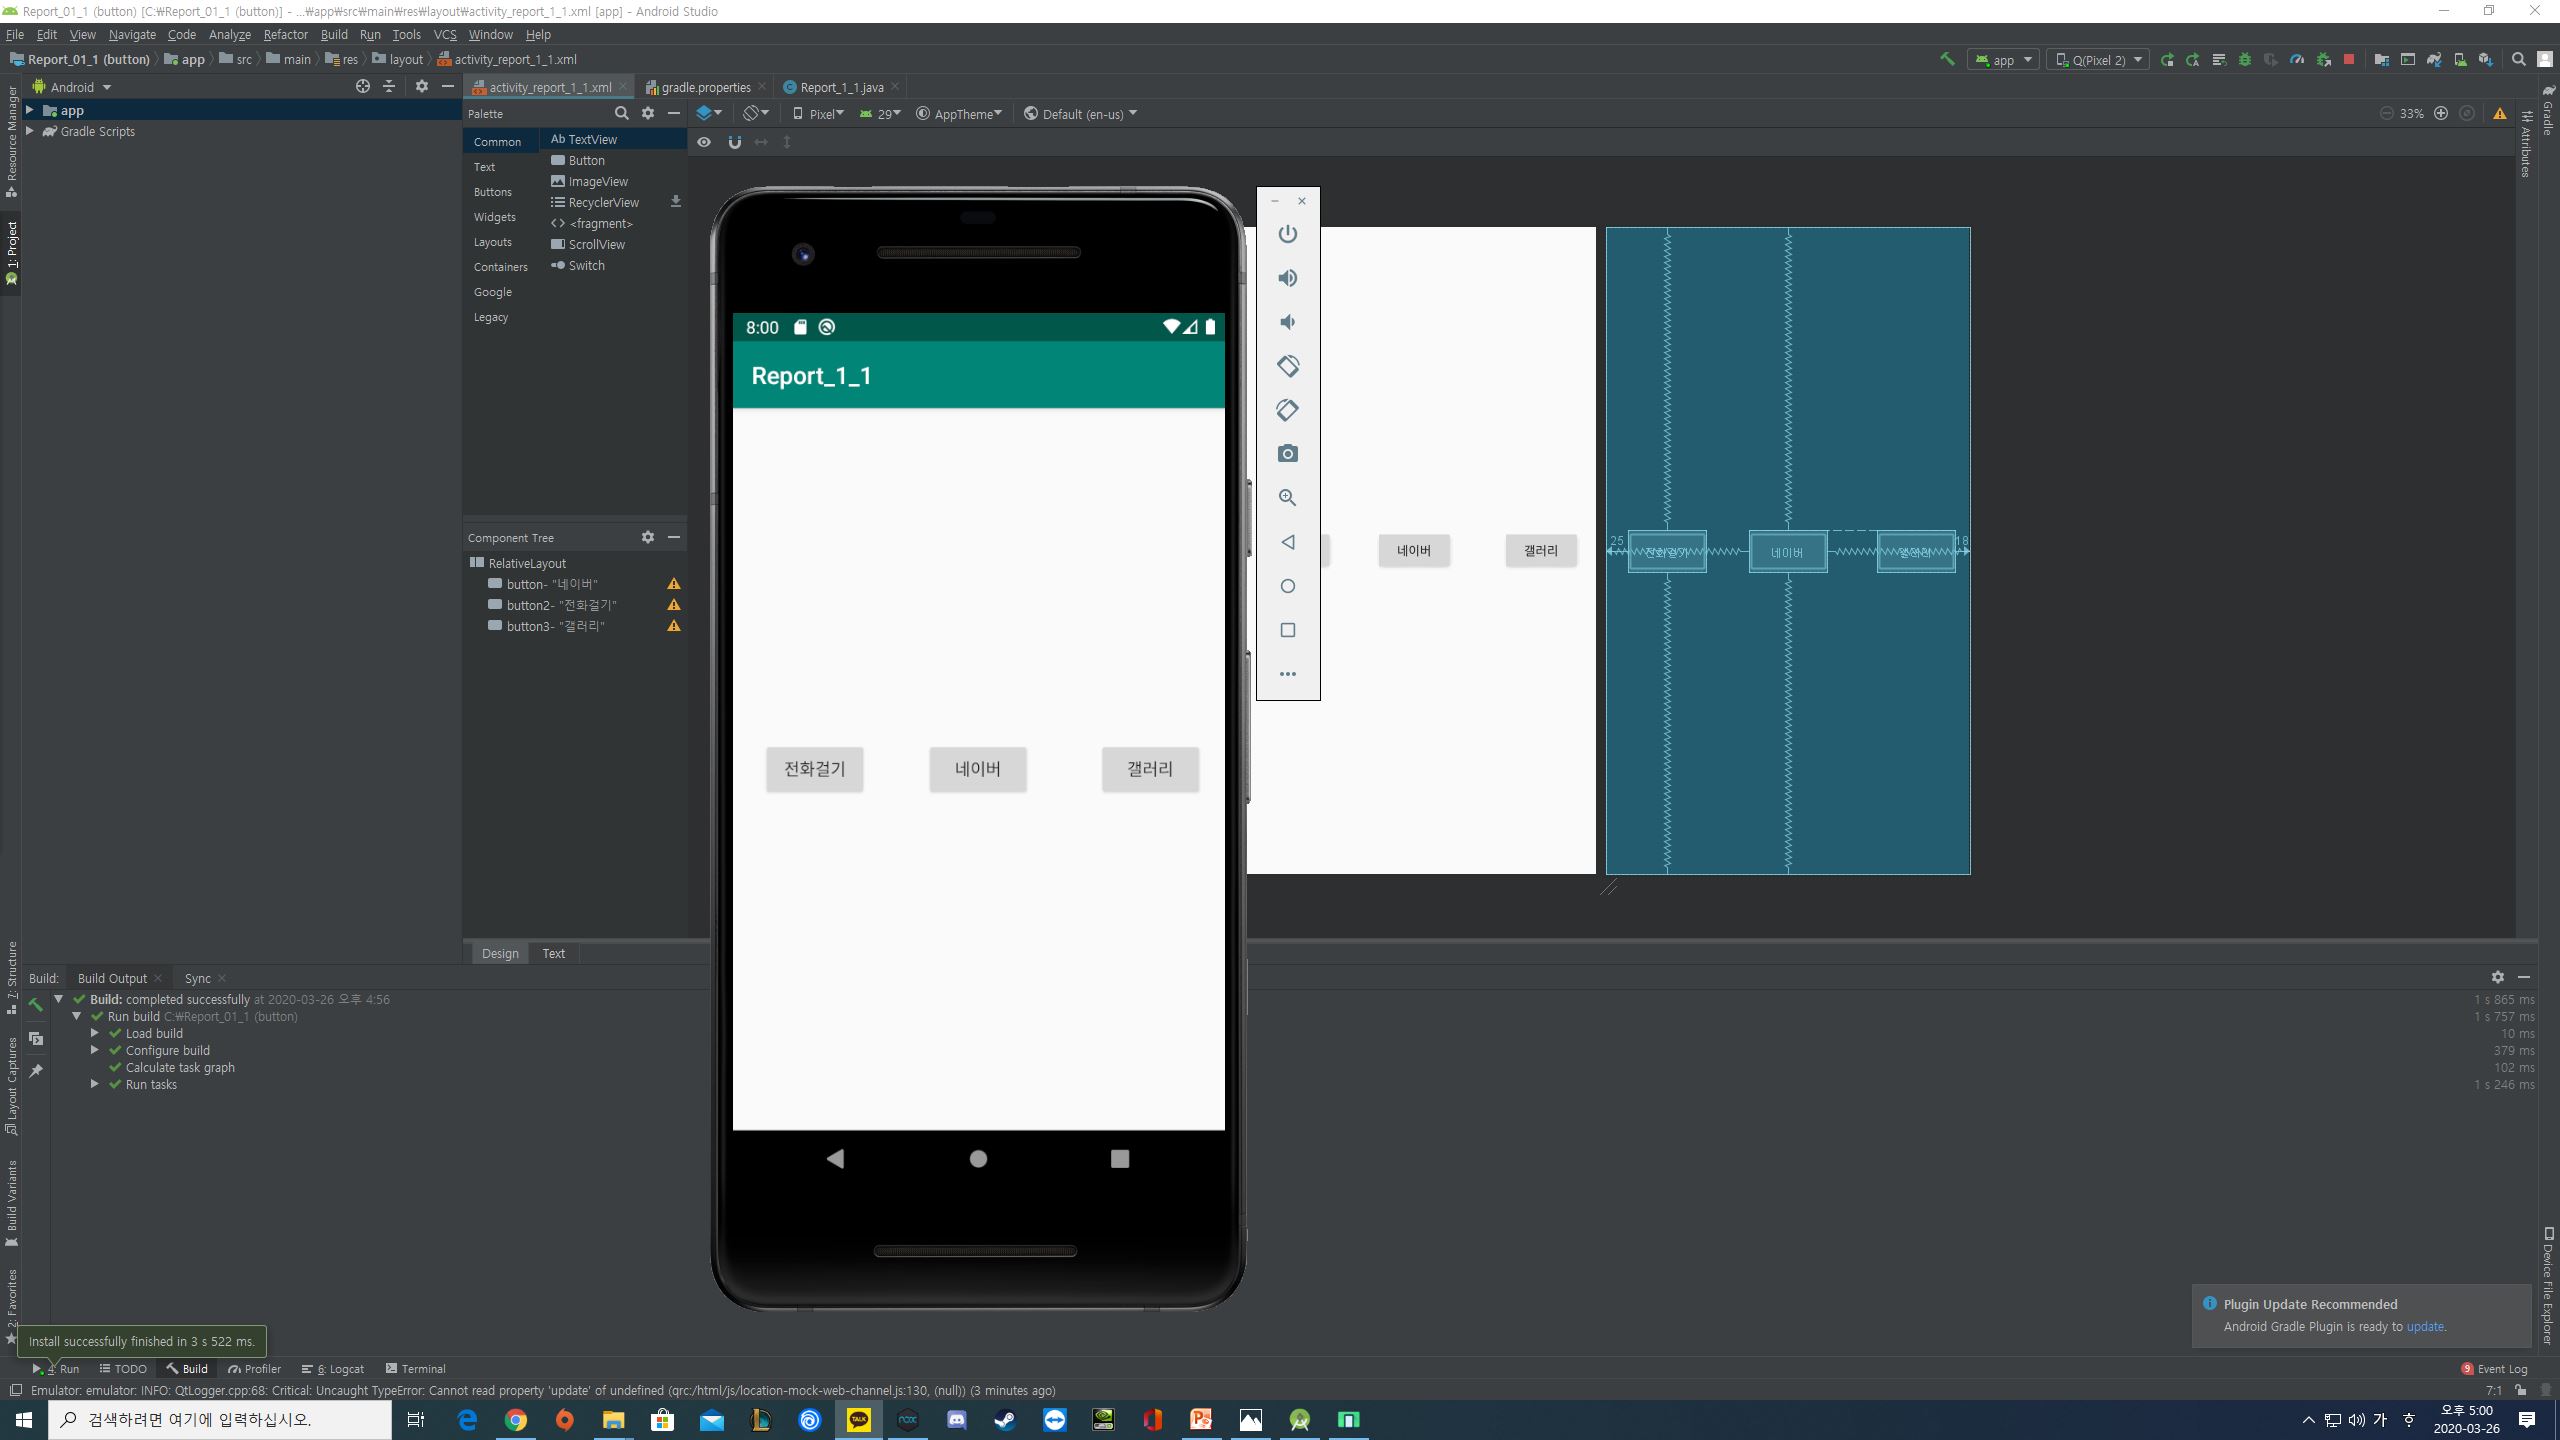 Report_01_1 (button) [C:₩Report_01_1 (button)] - ...₩app₩src₩main₩res₩layout₩activity_report_1_1.xml [app] - Android Studio
File Edit View Navigate Code Analyze Refactor Build Run Tools VCS Window Help
Report_01_1 (button) app src main res layout activity_report_1_1.xml
app Q(Pixel 2)
Android
activity_report_1_1.xml gradle.properties Report_1_1.java
app
Gradle Scripts
Palette
Pixel 29 AppTheme Default (en-us)
33%
Common
Text
Buttons
Widgets
Layouts
Containers
Google
Legacy
Ab TextView
Button
ImageView
RecyclerView
<fragment>
ScrollView
Switch
Component Tree
RelativeLayout
button- "네이버"
button2- "전화걸기"
button3- "갤러리"
8:00
Report_1_1
전화걸기 네이버 갤러리
네이버 갤러리
25 18
전화걸기 네이버 갤러리
Resource Manager
1: Project
7: Structure
Layout Captures
Build Variants
2: Favorites
Gradle
Attributes
Device File Explorer
Design Text
Build: Build Output Sync
Build: completed successfully at 2020-03-26 오후 4:56
1 s 865 ms
Run build C:₩Report_01_1 (button)
1 s 757 ms
Load build
10 ms
Configure build
379 ms
Calculate task graph
102 ms
Run tasks
1 s 246 ms
Plugin Update Recommended
Android Gradle Plugin is ready to update.
Install successfully finished in 3 s 522 ms.
4: Run TODO Build Profiler 6: Logcat Terminal
9 Event Log
Emulator: emulator: INFO: QtLogger.cpp:68: Critical: Uncaught TypeError: Cannot read property 'update' of undefined (qrc:/html/js/location-mock-web-channel.js:130, (null)) (3 minutes ago)
7:1
검색하려면 여기에 입력하십시오.
TALK
nox
가
오후 5:00
2020-03-26